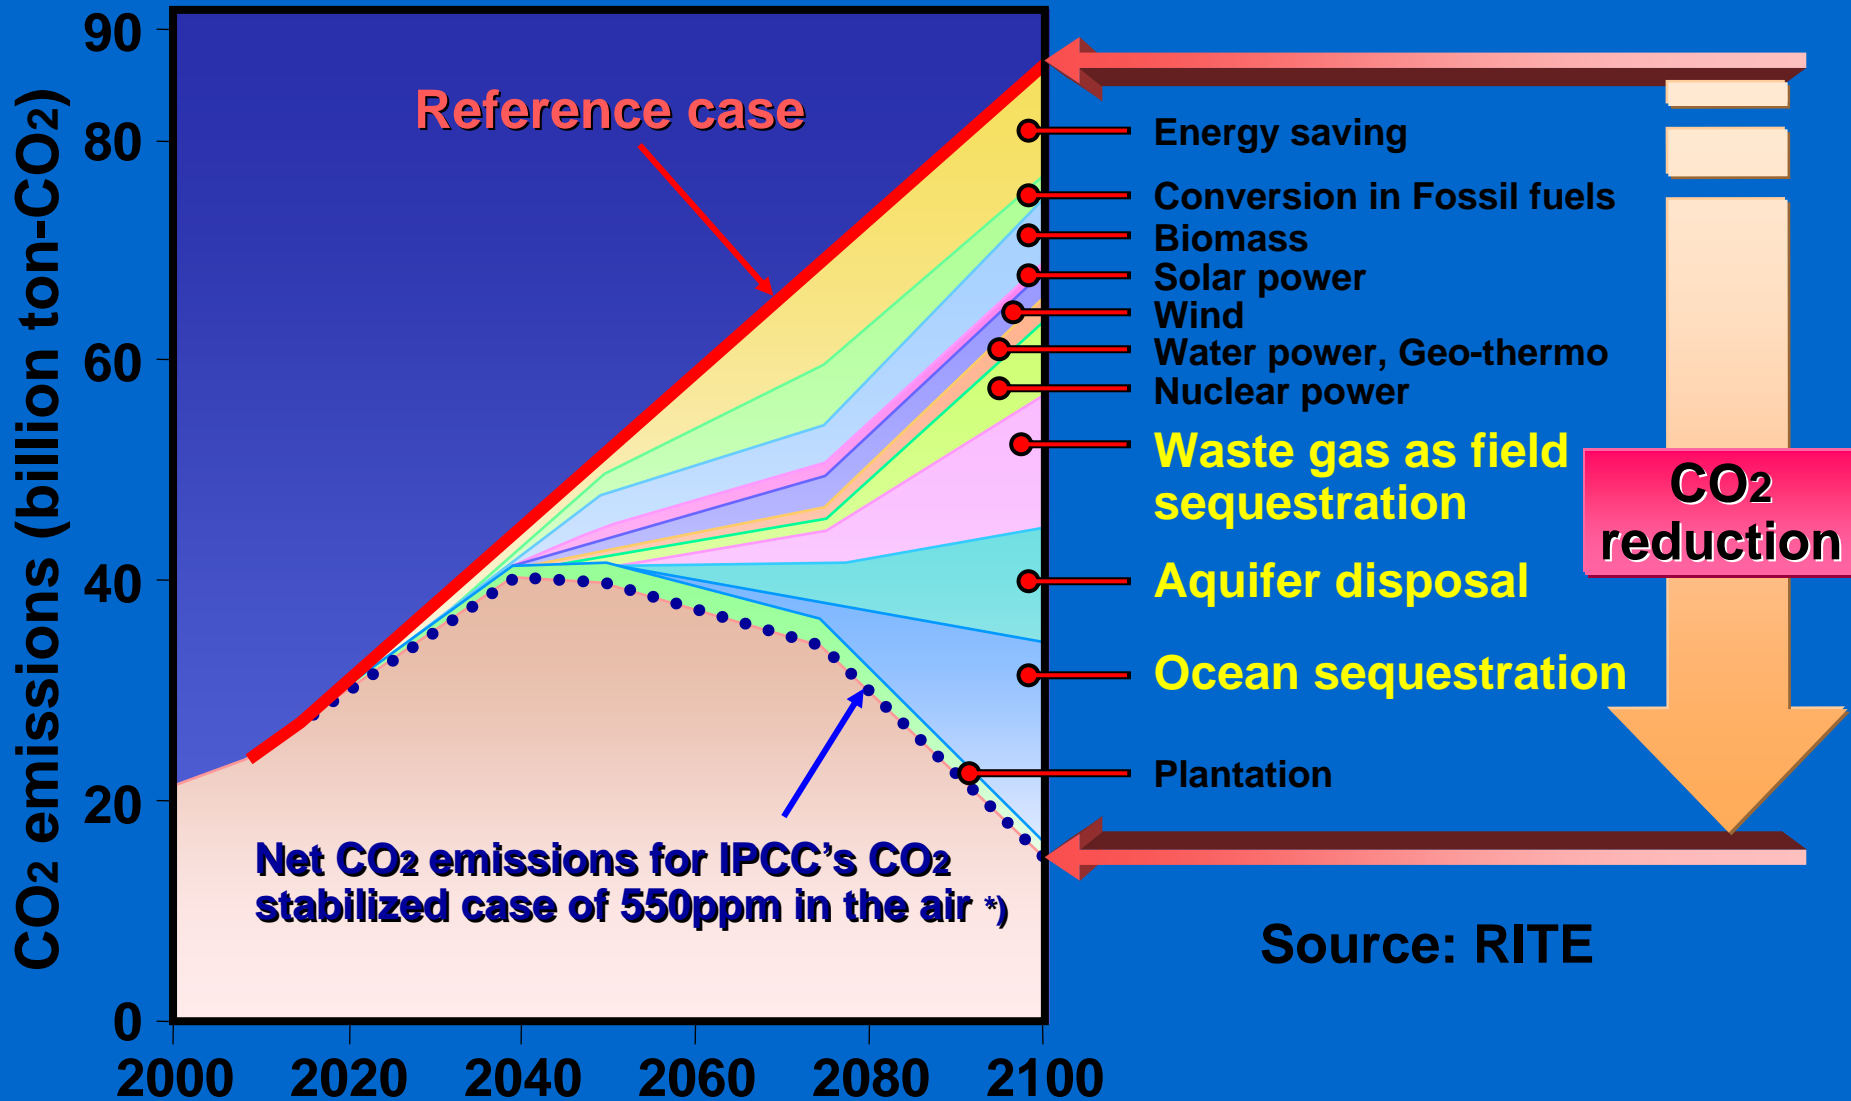 CO2 emissions (billion ton-CO2)
90
80
60
40
20
0
2000 2020 2040 2060 2080 2100
Reference case
Net CO2 emissions for IPCC’s CO2
stabilized case of 550ppm in the air *)
Energy saving
Conversion in Fossil fuels
Biomass
Solar power
Wind
Water power, Geo-thermo
Nuclear power
Waste gas as field
sequestration
Aquifer disposal
Ocean sequestration
Plantation
CO2
reduction
Source: RITE